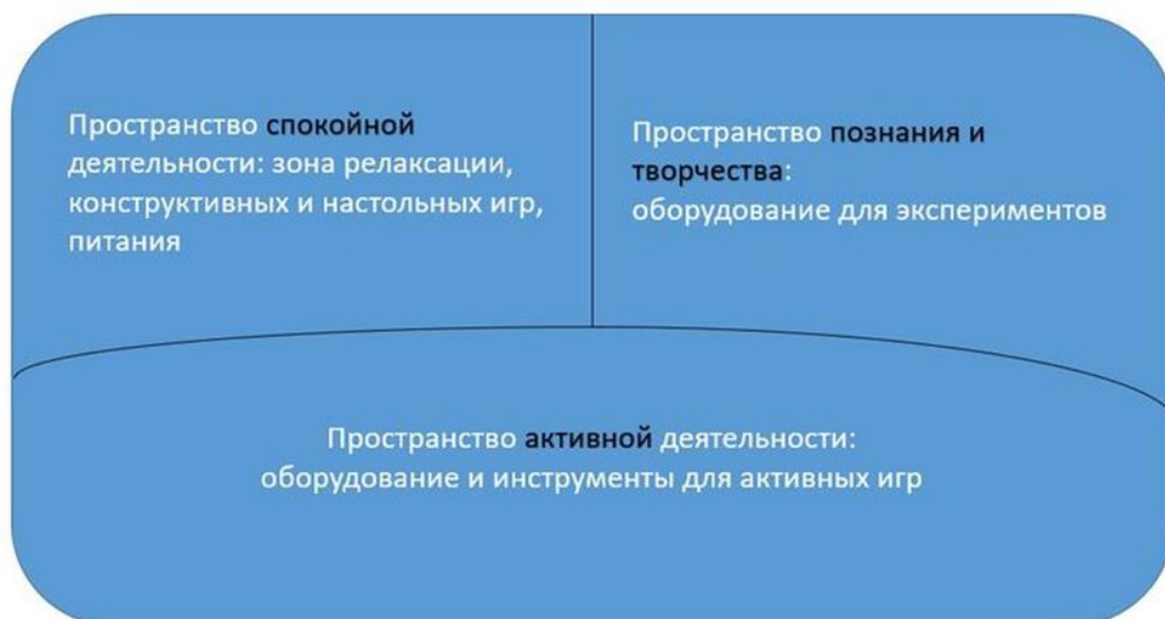 Пространство спокойной
деятельности: зона релаксации,
конструктивных и настольных игр,
питания
Пространство познания и
творчества:
оборудование для экспериментов
Пространство активной деятельности:
оборудование и инструменты для активных игр